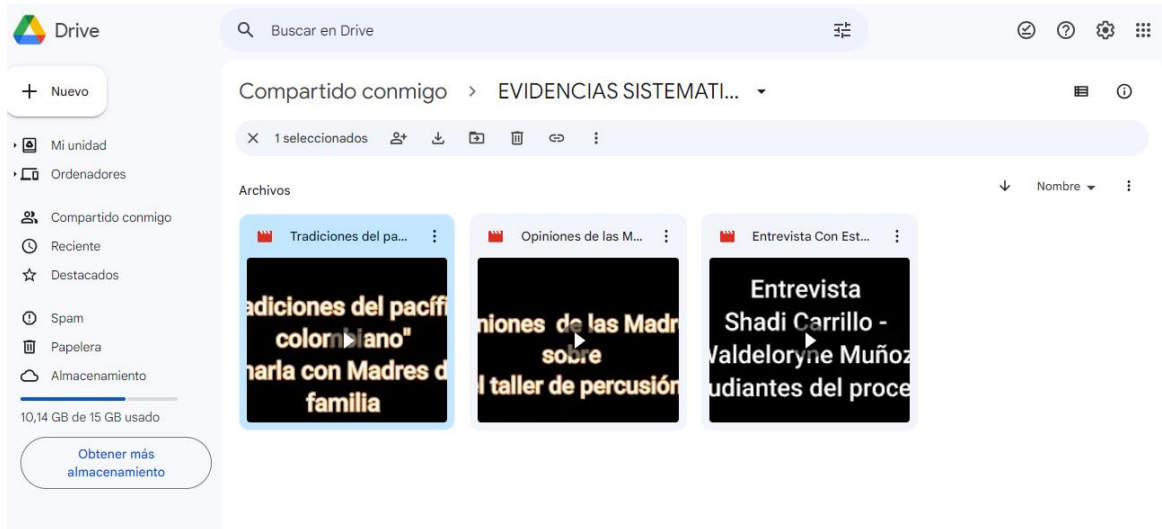 Drive
Buscar en Drive
Nuevo
Compartido conmigo > EVIDENCIAS SISTEMATI...
1 seleccionados
Mi unidad
Ordenadores
Archivos
Nombre
Compartido conmigo
Reciente
Destacados
Spam
Papelera
Almacenamiento
10,14 GB de 15 GB usado
Obtener más
almacenamiento
Tradiciones del pa...
adiciones del pacífi
colombiano"
harla con Madres d
familia
Opiniones de las M...
niones de las Madr
sobre
l taller de percusión
Entrevista Con Est...
Entrevista
Shadi Carrillo -
Valdeloryne Muñoz
udiantes del proce